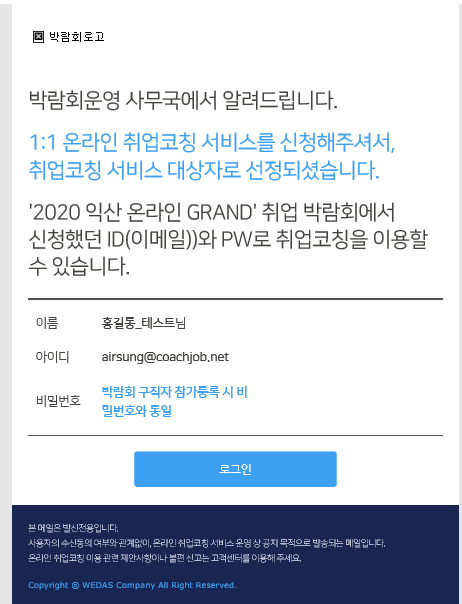 박람회로고
박람회운영 사무국에서 알려드립니다.
1:1 온라인 취업코칭 서비스를 신청해주셔서,
취업코칭 서비스 대상자로 선정되셨습니다.
'2020 익산 온라인 GRAND' 취업 박람회에서
신청했던 ID(이메일))와 PW로 취업코칭을 이용할
수 있습니다.
이름 홍길동_테스트님
아이디 airsung@coachjob.net
비밀번호 박람회 구직자 참가등록 시 비
밀번호와 동일
로그인
본 메일은 발신전용입니다.
사용자의 수신동의 여부와 관계없이, 온라인 취업코칭 서비스 운영 상 공지 목적으로 발송되는 메일입니다.
온라인 취업코칭 이용 관련 제안사항이나 불편 신고는 고객센터를 이용해 주세요.
Copyright ⓒ WEDAS Company All Right Reserved.